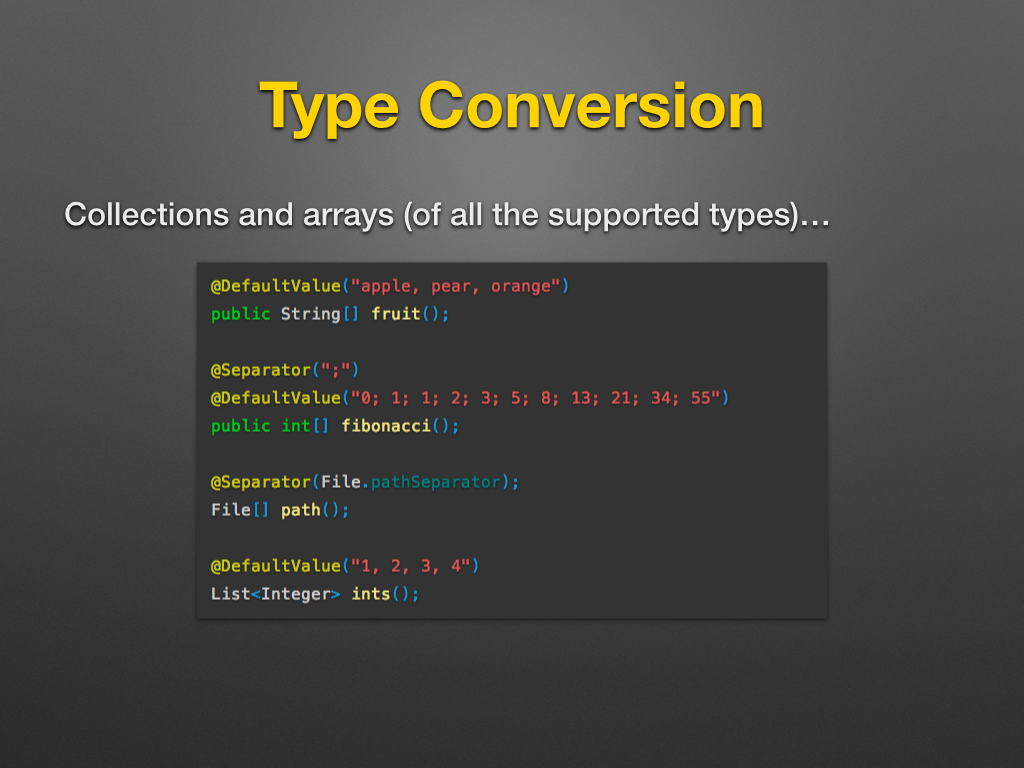 Type Conversion
Collections and arrays (of all the supported types)…
@DefaultValue("apple, pear, orange")
public String[] fruit();
@Separator(";")
@DefaultValue("0; 1; 1; 2; 3; 5; 8; 13; 21; 34; 55")
public int[] fibonacci();
@Separator(File.pathSeparator);
File[] path();
@DefaultValue("1, 2, 3, 4")
List<Integer> ints();